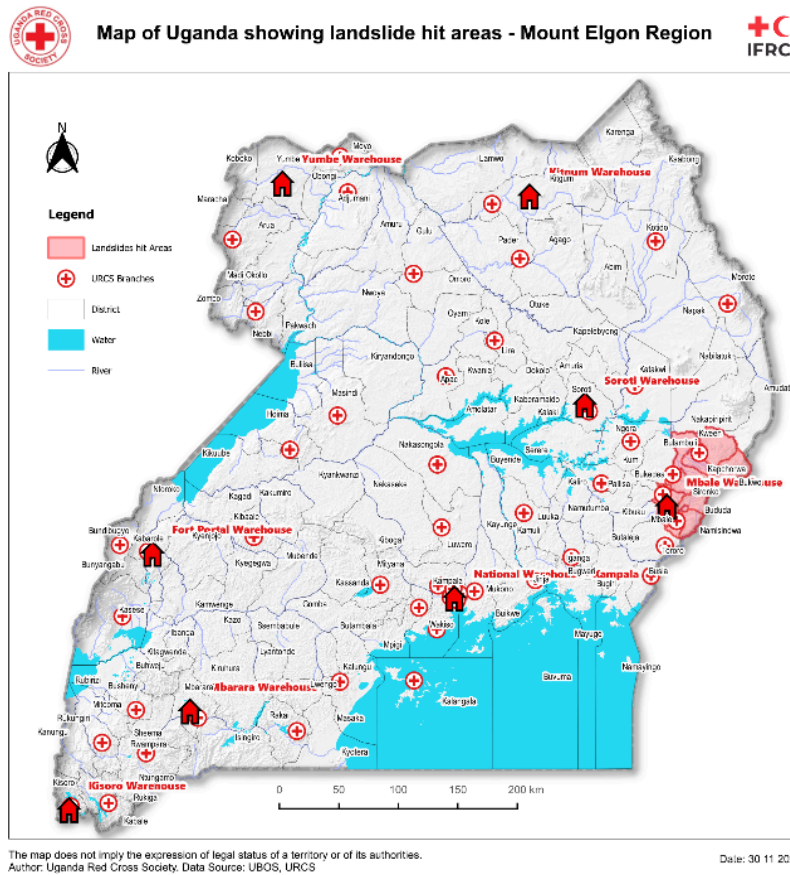 UGANDA RED CROSS
SOCIETY
Map of Uganda showing landslide hit areas - Mount Elgon Region
IFRC
N
Legend
Landslides hit Areas
URCS Branches
District
Water
River
Karenga
Moyo
Koboko
Yumbe
Yumbe Warehouse
Lamwo
Kaabong
Obongi
Kitgum Warehouse
Kitgum
Maracha
Adjumani
Arua
Amuru
Gulu
Pader
Agago
Kotido
Madi Okollo
Abim
Omoro
Moroto
Zombo
Nwoya
Otuke
Napak
Nebbi
Pakwach
Oyam
Kole
Kapelebyong
Lira
Kiryandongo
Nabilatuk
Buliisa
Kwania
Dokolo
Amuria
Katakwi
Apac
Soroti Warehouse
Masindi
Soroti
Amudat
Kaberamaido
Hoima
Amolatar
Kalaki
Nakapiripirit
Ngora
Kween
Nakasongola
Bulambuli
Kikuube
Serere
Buyende
Kumi
Kapchorwa
Kyankwanzi
Bukedea
Ntoroko
Kagadi
Kakumiro
Nakaseke
Pallisa
Mbale Warehouse
Bukwo
Sironko
Kibaale
Namutumba
Kibuku
Mbale
Bududa
Bundibugyo
Fort Portal Warehouse
Kayunga
Luuka
Kabarole
Kyenjojo
Kamuli
Namisindwa
Kiboga
Luwero
Butaleja
Mubende
Tororo
Bunyangabu
Kyegegwa
Mityana
Iganga
Bugweri
Kassanda
Kampala
National Warehouse Kampala
Jinja
Busia
Mukono
Bugiri
Kasese
Kamwenge
Gomba
Buikwe
Kazo
Ssembabule
Butambala
Wakiso
Ibanga
Mayuge
Mpigi
Kitagwenda
Lyantonde
Buhweju
Kiruhura
Kalungu
Namayingo
Rubirizi
Busheny
Buvuma
Mbarara
Mbarara Warehouse
Lwengo
Mitooma
Katangala
Rukungiri
Rakai
Masaka
Kanungu
Sheema
Isingiro
Rwampara
Kyotera
Ntungamo
Kisoro
Kisoro Warehouse
Rukiga
Kabale
0 50 100 150 200 km
The map does not imply the expression of legal status of a territory or of its authorities.
Author: Uganda Red Cross Society. Data Source: UBOS, URCS
Date: 30 11 20